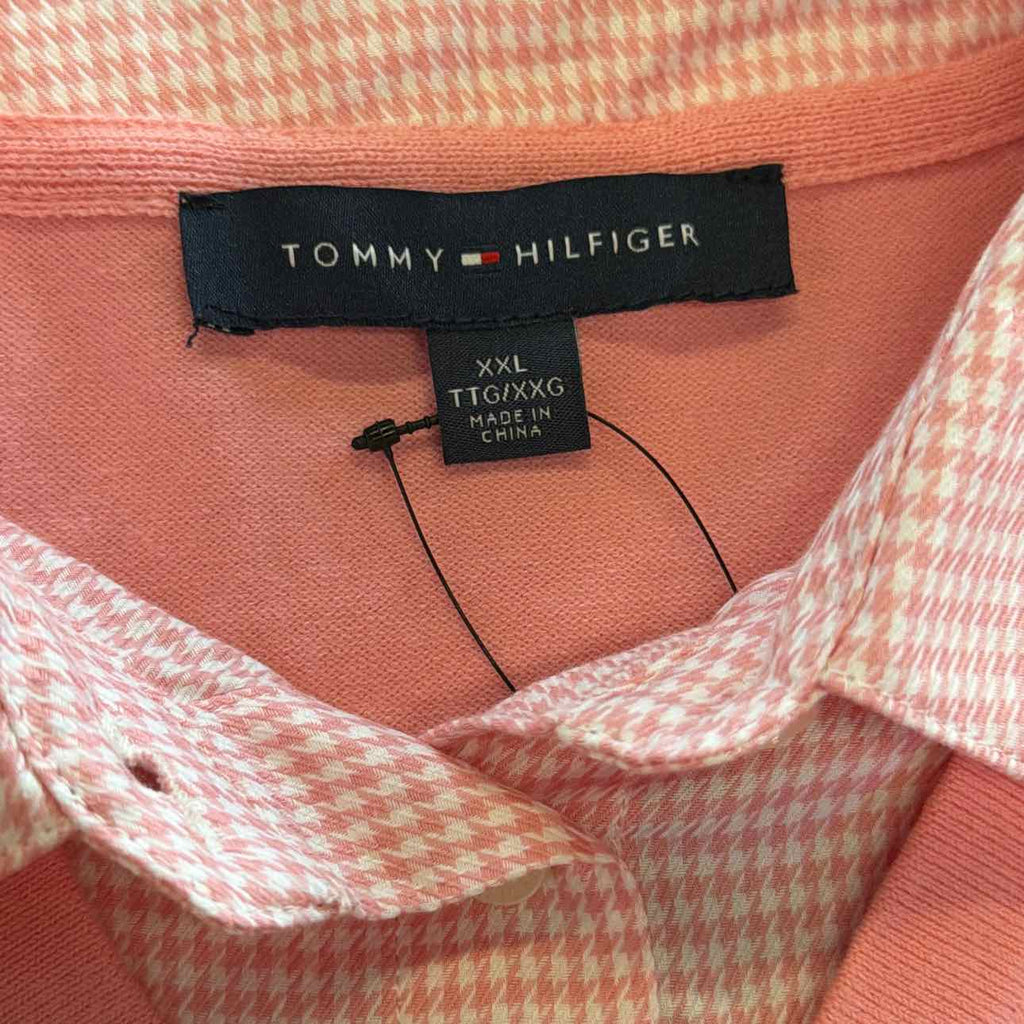 TOMMY HILFIGER
XXL
TTG/XXG
MADE IN
CHINA